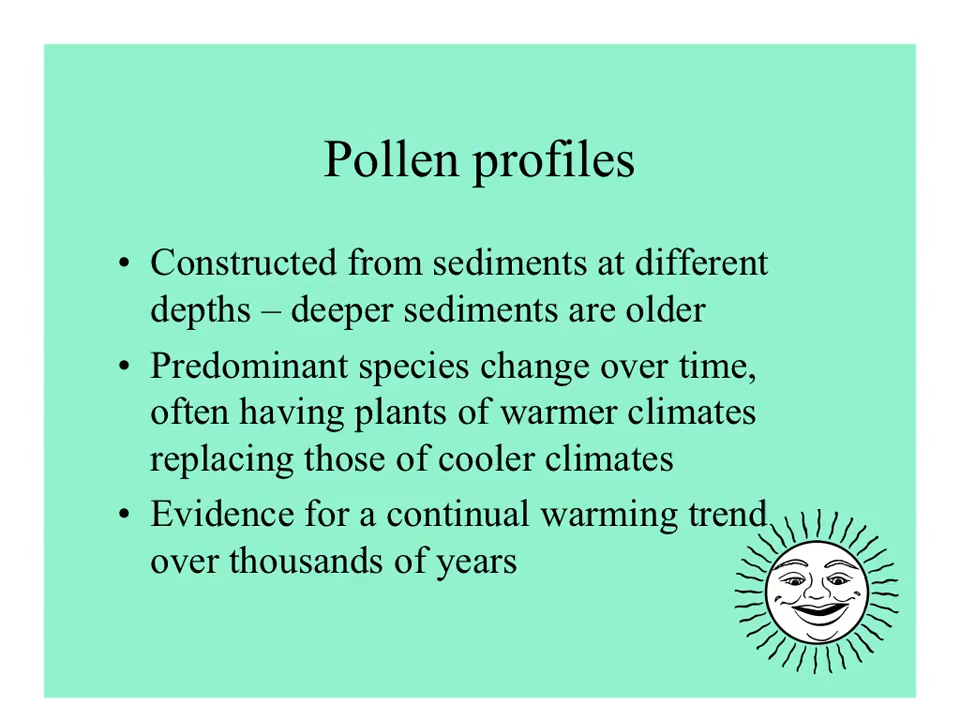 Pollen profiles
• Constructed from sediments at different
depths – deeper sediments are older
• Predominant species change over time,
often having plants of warmer climates
replacing those of cooler climates
• Evidence for a continual warming trend
over thousands of years